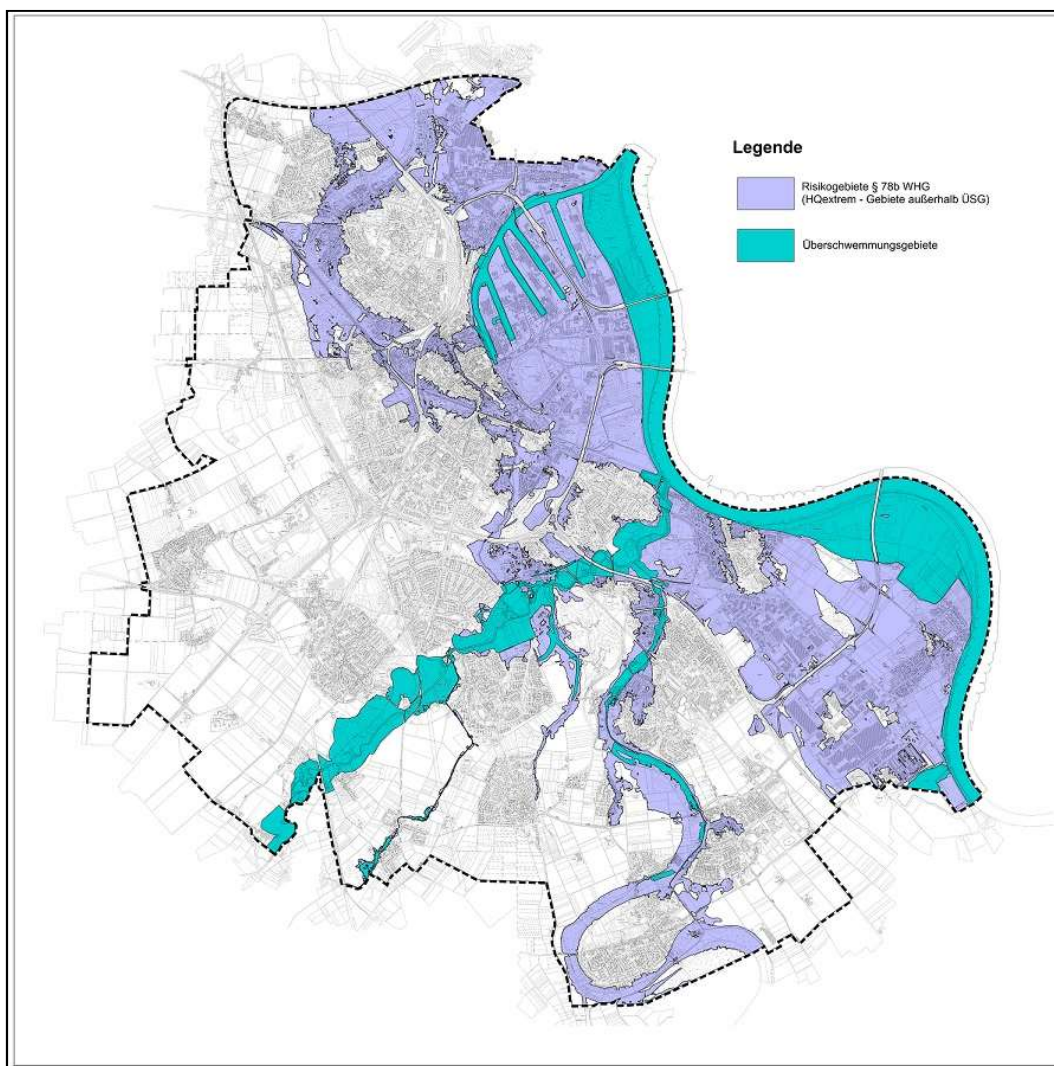 Legende
Risikogebiete § 78b WHG
(HQextrem - Gebiete außerhalb ÜSG)
Überschwemmungsgebiete